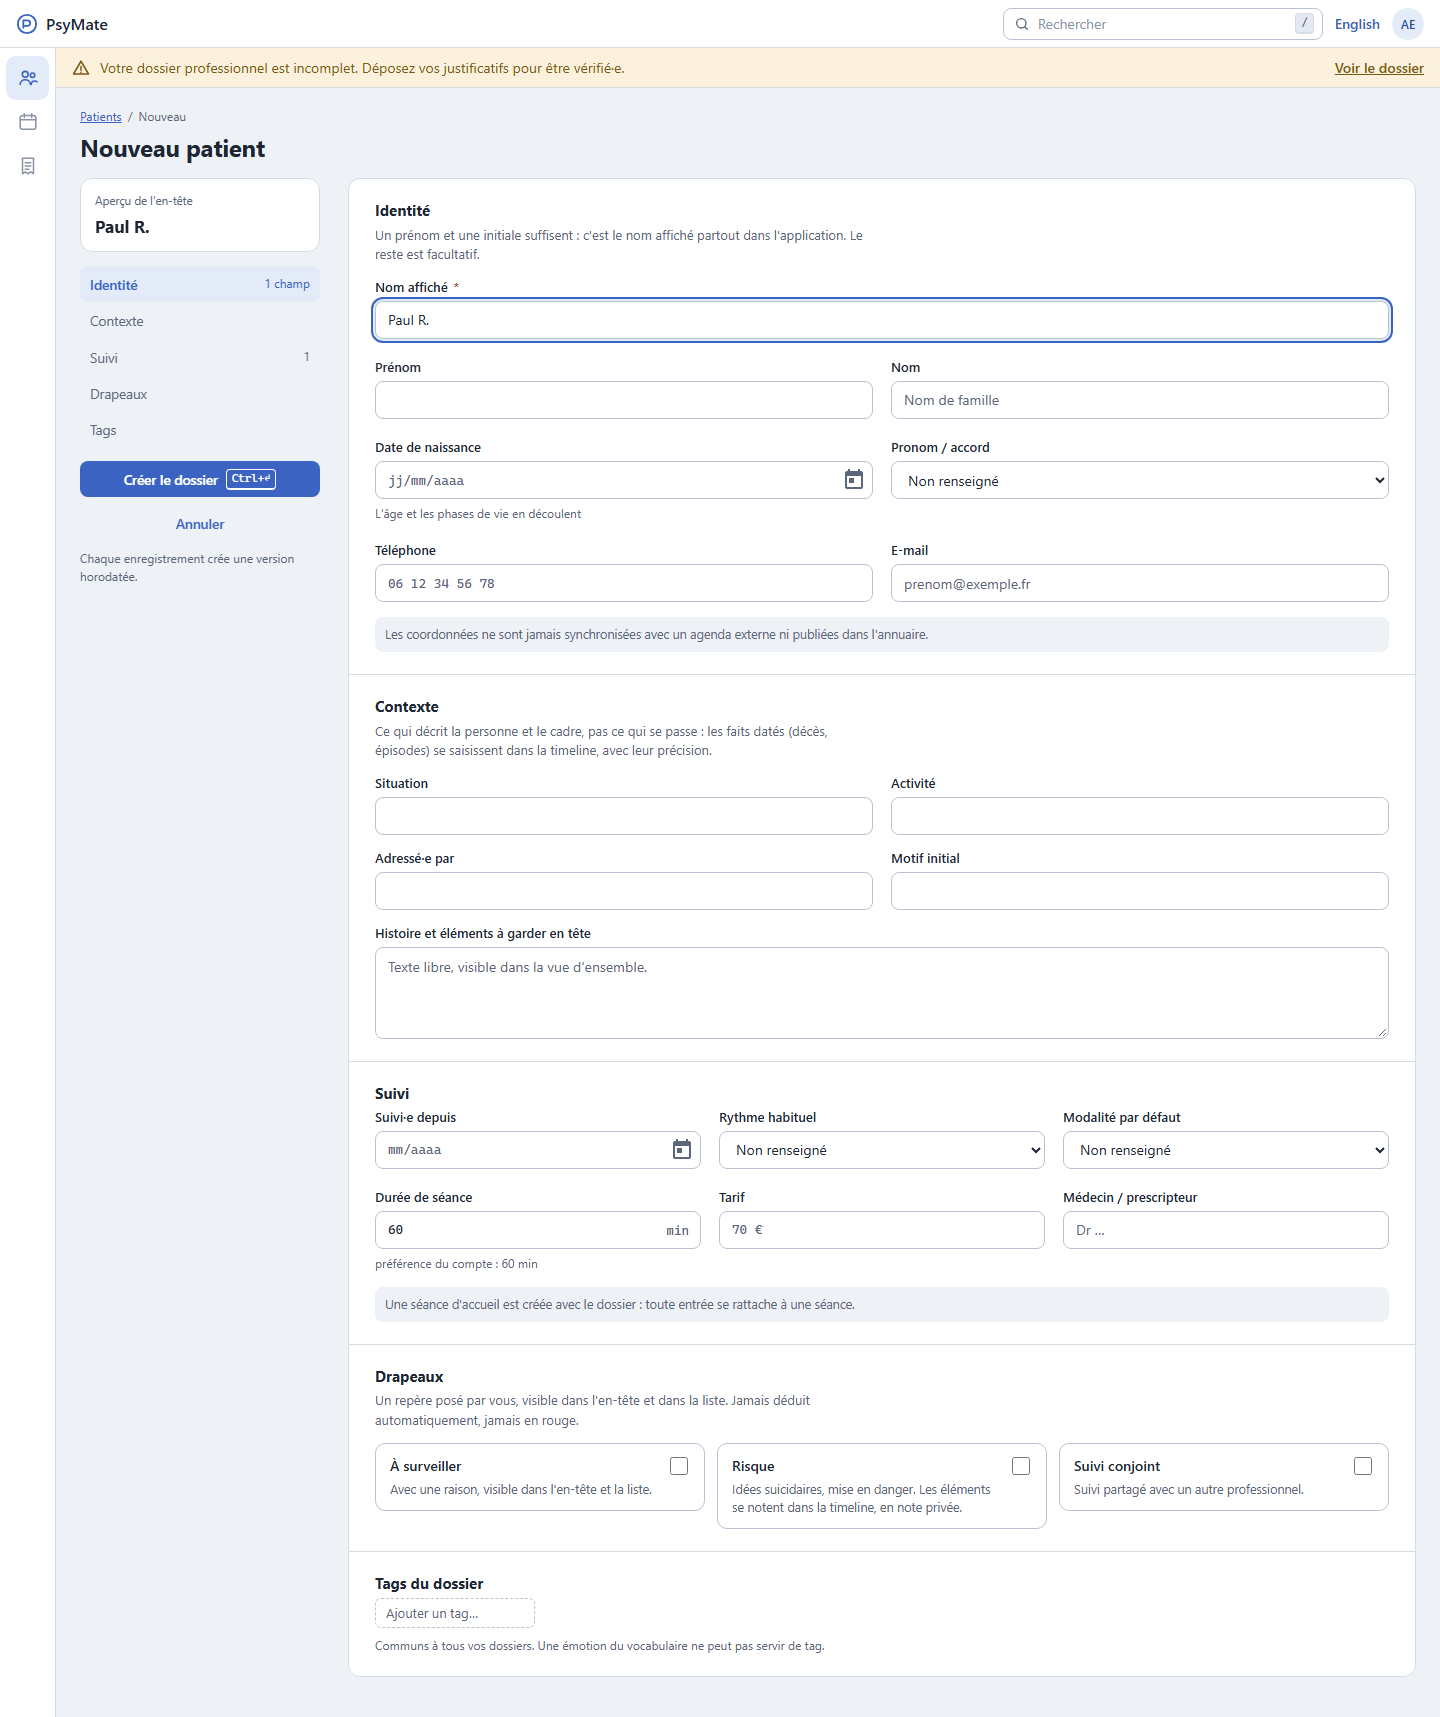 PsyMate
Rechercher
/
English
AE
Votre dossier professionnel est incomplet. Déposez vos justificatifs pour être vérifié·e.
Voir le dossier
Patients / Nouveau
Nouveau patient
Aperçu de l'en-tête
Paul R.
Identité
1 champ
Contexte
Suivi
1
Drapeaux
Tags
Créer le dossier
Ctrl+⏎
Annuler
Chaque enregistrement crée une version
horodatée.
Identité
Un prénom et une initiale suffisent : c'est le nom affiché partout dans l'application. Le
reste est facultatif.
Nom affiché *
Paul R.
Prénom
Nom
Nom de famille
Date de naissance
Pronom / accord
jj/mm/aaaa
Non renseigné
L'âge et les phases de vie en découlent
Téléphone
E-mail
06 12 34 56 78
prenom@exemple.fr
Les coordonnées ne sont jamais synchronisées avec un agenda externe ni publiées dans l'annuaire.
Contexte
Ce qui décrit la personne et le cadre, pas ce qui se passe : les faits datés (décès,
épisodes) se saisissent dans la timeline, avec leur précision.
Situation
Activité
Adressé·e par
Motif initial
Histoire et éléments à garder en tête
Texte libre, visible dans la vue d'ensemble.
Suivi
Suivi·e depuis
Rythme habituel
Modalité par défaut
mm/aaaa
Non renseigné
Non renseigné
Durée de séance
Tarif
Médecin / prescripteur
60
min
70 €
Dr ...
préférence du compte : 60 min
Une séance d'accueil est créée avec le dossier : toute entrée se rattache à une séance.
Drapeaux
Un repère posé par vous, visible dans l'en-tête et dans la liste. Jamais déduit
automatiquement, jamais en rouge.
À surveiller
Avec une raison, visible dans l'en-tête et la liste.
Risque
Idées suicidaires, mise en danger. Les éléments
se notent dans la timeline, en note privée.
Suivi conjoint
Suivi partagé avec un autre professionnel.
Tags du dossier
Ajouter un tag...
Communs à tous vos dossiers. Une émotion du vocabulaire ne peut pas servir de tag.